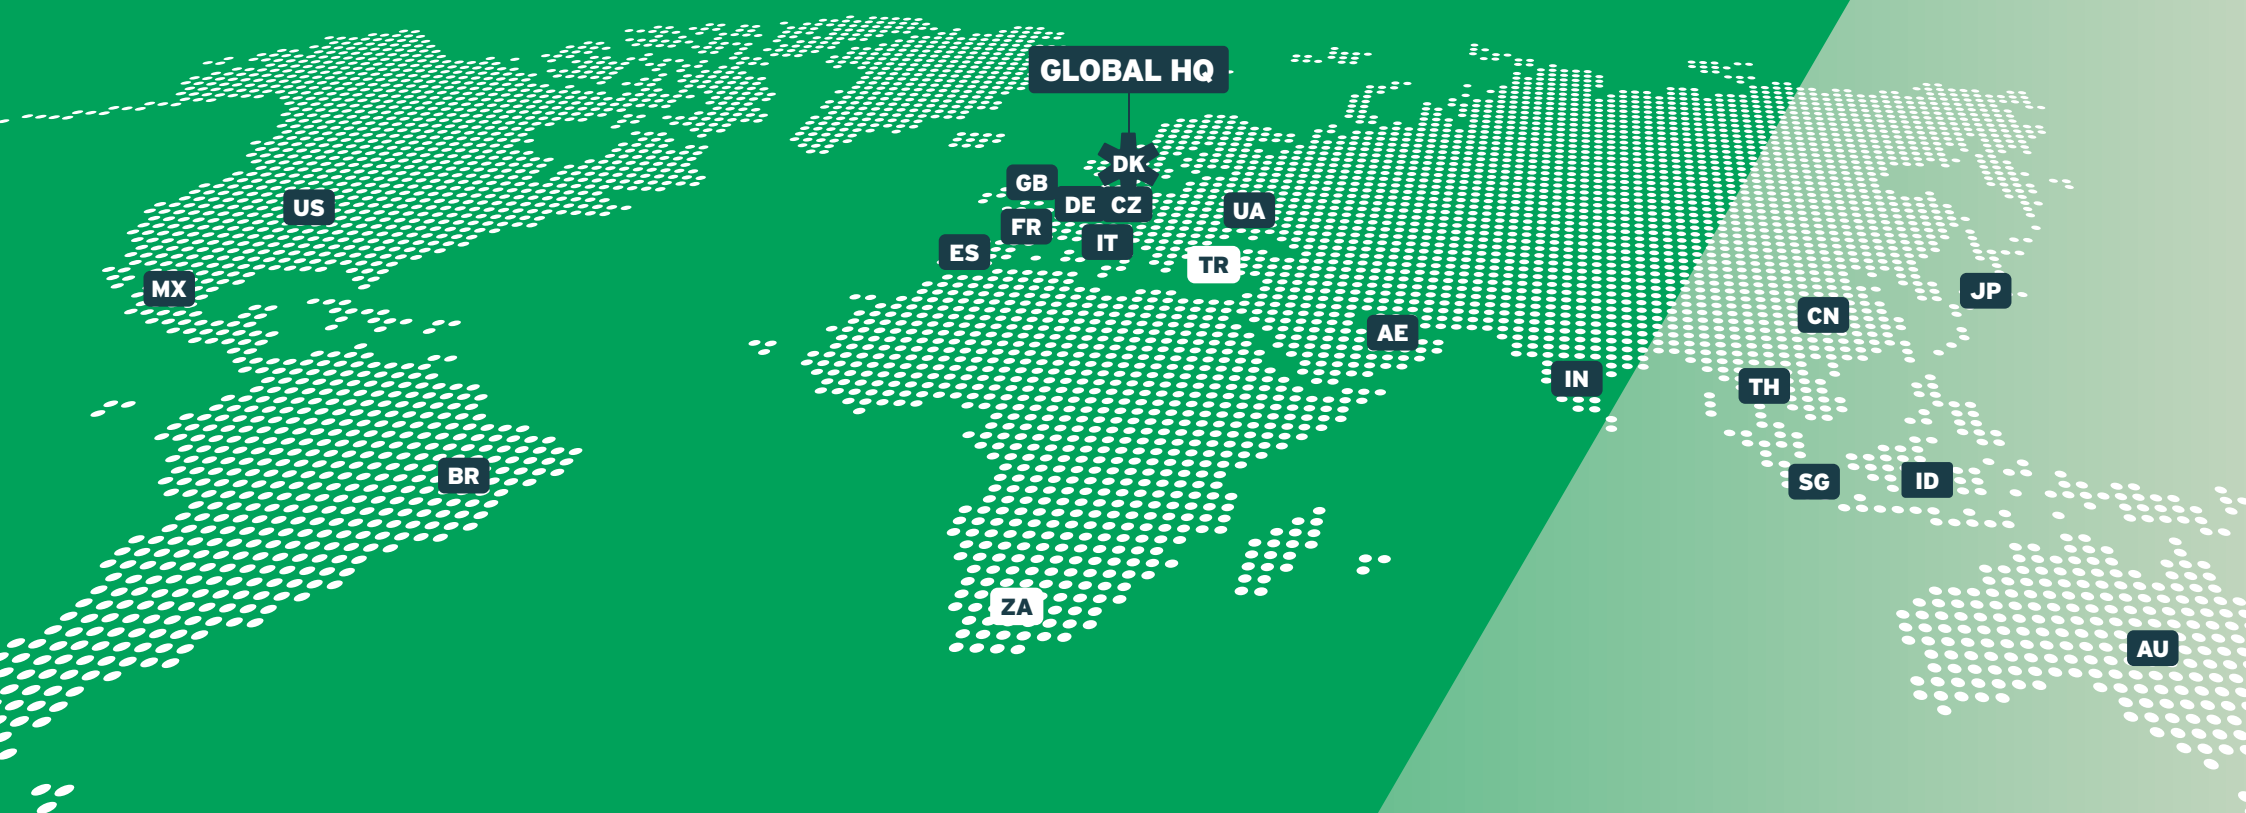 GLOBAL HQ
DK
GB
DE CZ
US
UA
FR
IT
ES
TR
MX
JP
CN
AE
IN
TH
BR
SG
ID
ZA
AU